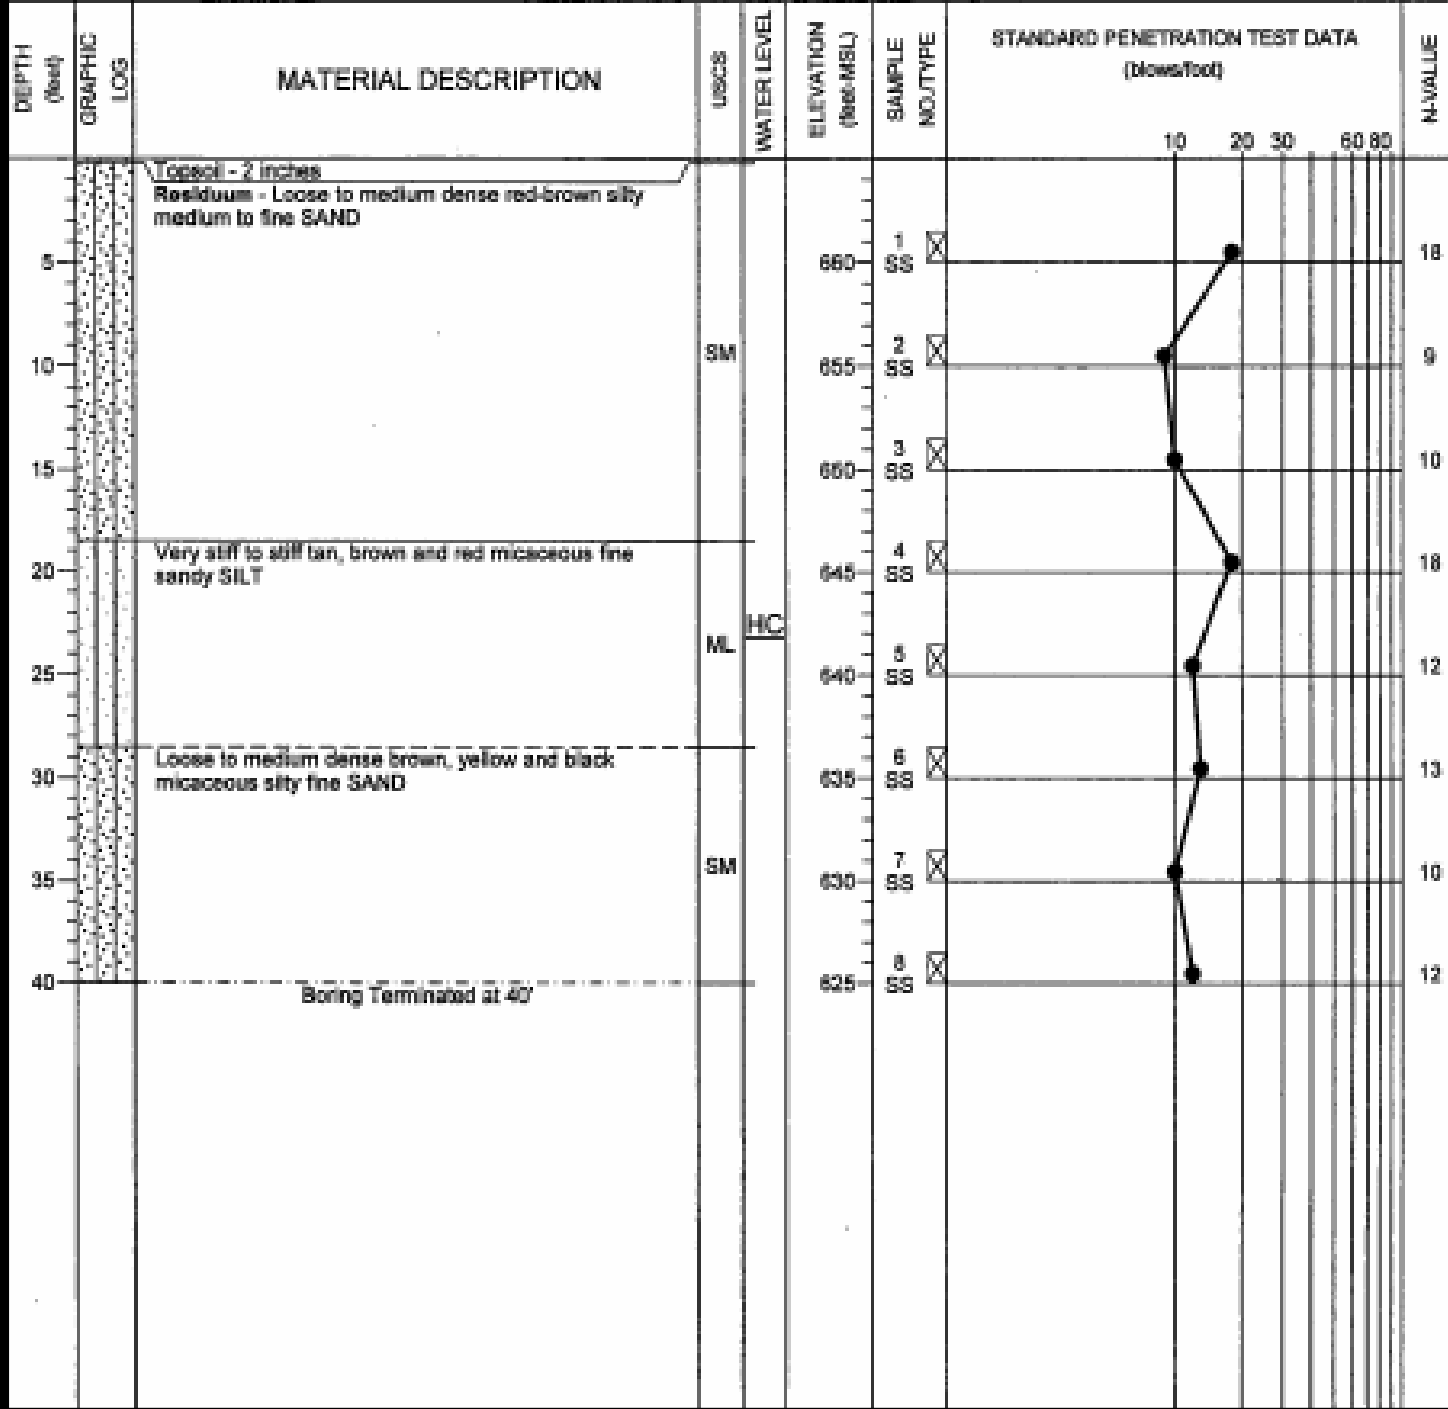 DEPTH
(feet)
GRAPHIC
LOG
MATERIAL DESCRIPTION
USCS
WATER LEVEL
ELEVATION
(feet-MSL)
SAMPLE
NO./TYPE
STANDARD PENETRATION TEST DATA
(blows/foot)
10 20 30 60 80
N-VALUE
Topsoil - 2 inches
Residuum - Loose to medium dense red-brown silty
medium to fine SAND
5 660 1 SS 18
SM
10 655 2 SS 9
15 650 3 SS 10
Very stiff to stiff tan, brown and red micaceous fine
sandy SILT
20 645 4 SS 18
HC
ML
25 640 5 SS 12
Loose to medium dense brown, yellow and black
micaceous silty fine SAND
30 635 6 SS 13
SM
35 630 7 SS 10
40 625 8 SS 12
Boring Terminated at 40'